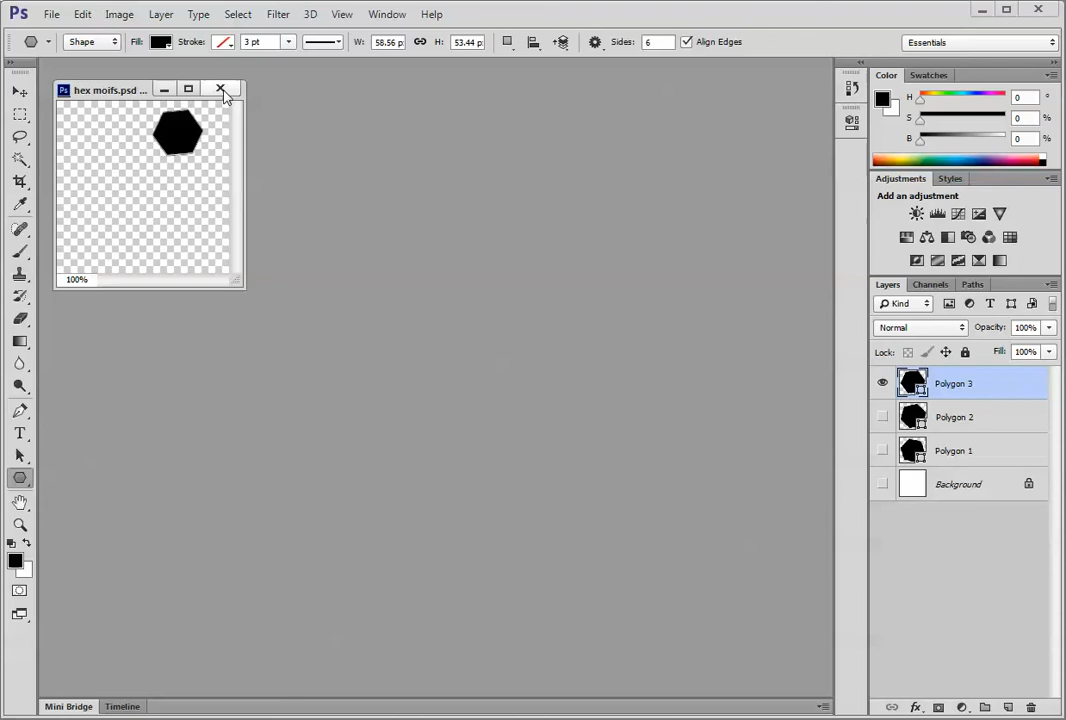 Ps File Edit Image Layer Type Select Filter 3D View Window Help
Shape Fill: Stroke: 3 pt W: 58.56 p: H: 53.44 p: Sides: 6 Align Edges Essentials
Ps hex moifs.psd ...
100%
Color Swatches
H 0 °
S 0 %
B 0 %
Adjustments Styles
Add an adjustment
Layers Channels Paths
Kind
Normal Opacity: 100%
Lock: Fill: 100%
Polygon 3
Polygon 2
Polygon 1
Background
Mini Bridge Timeline